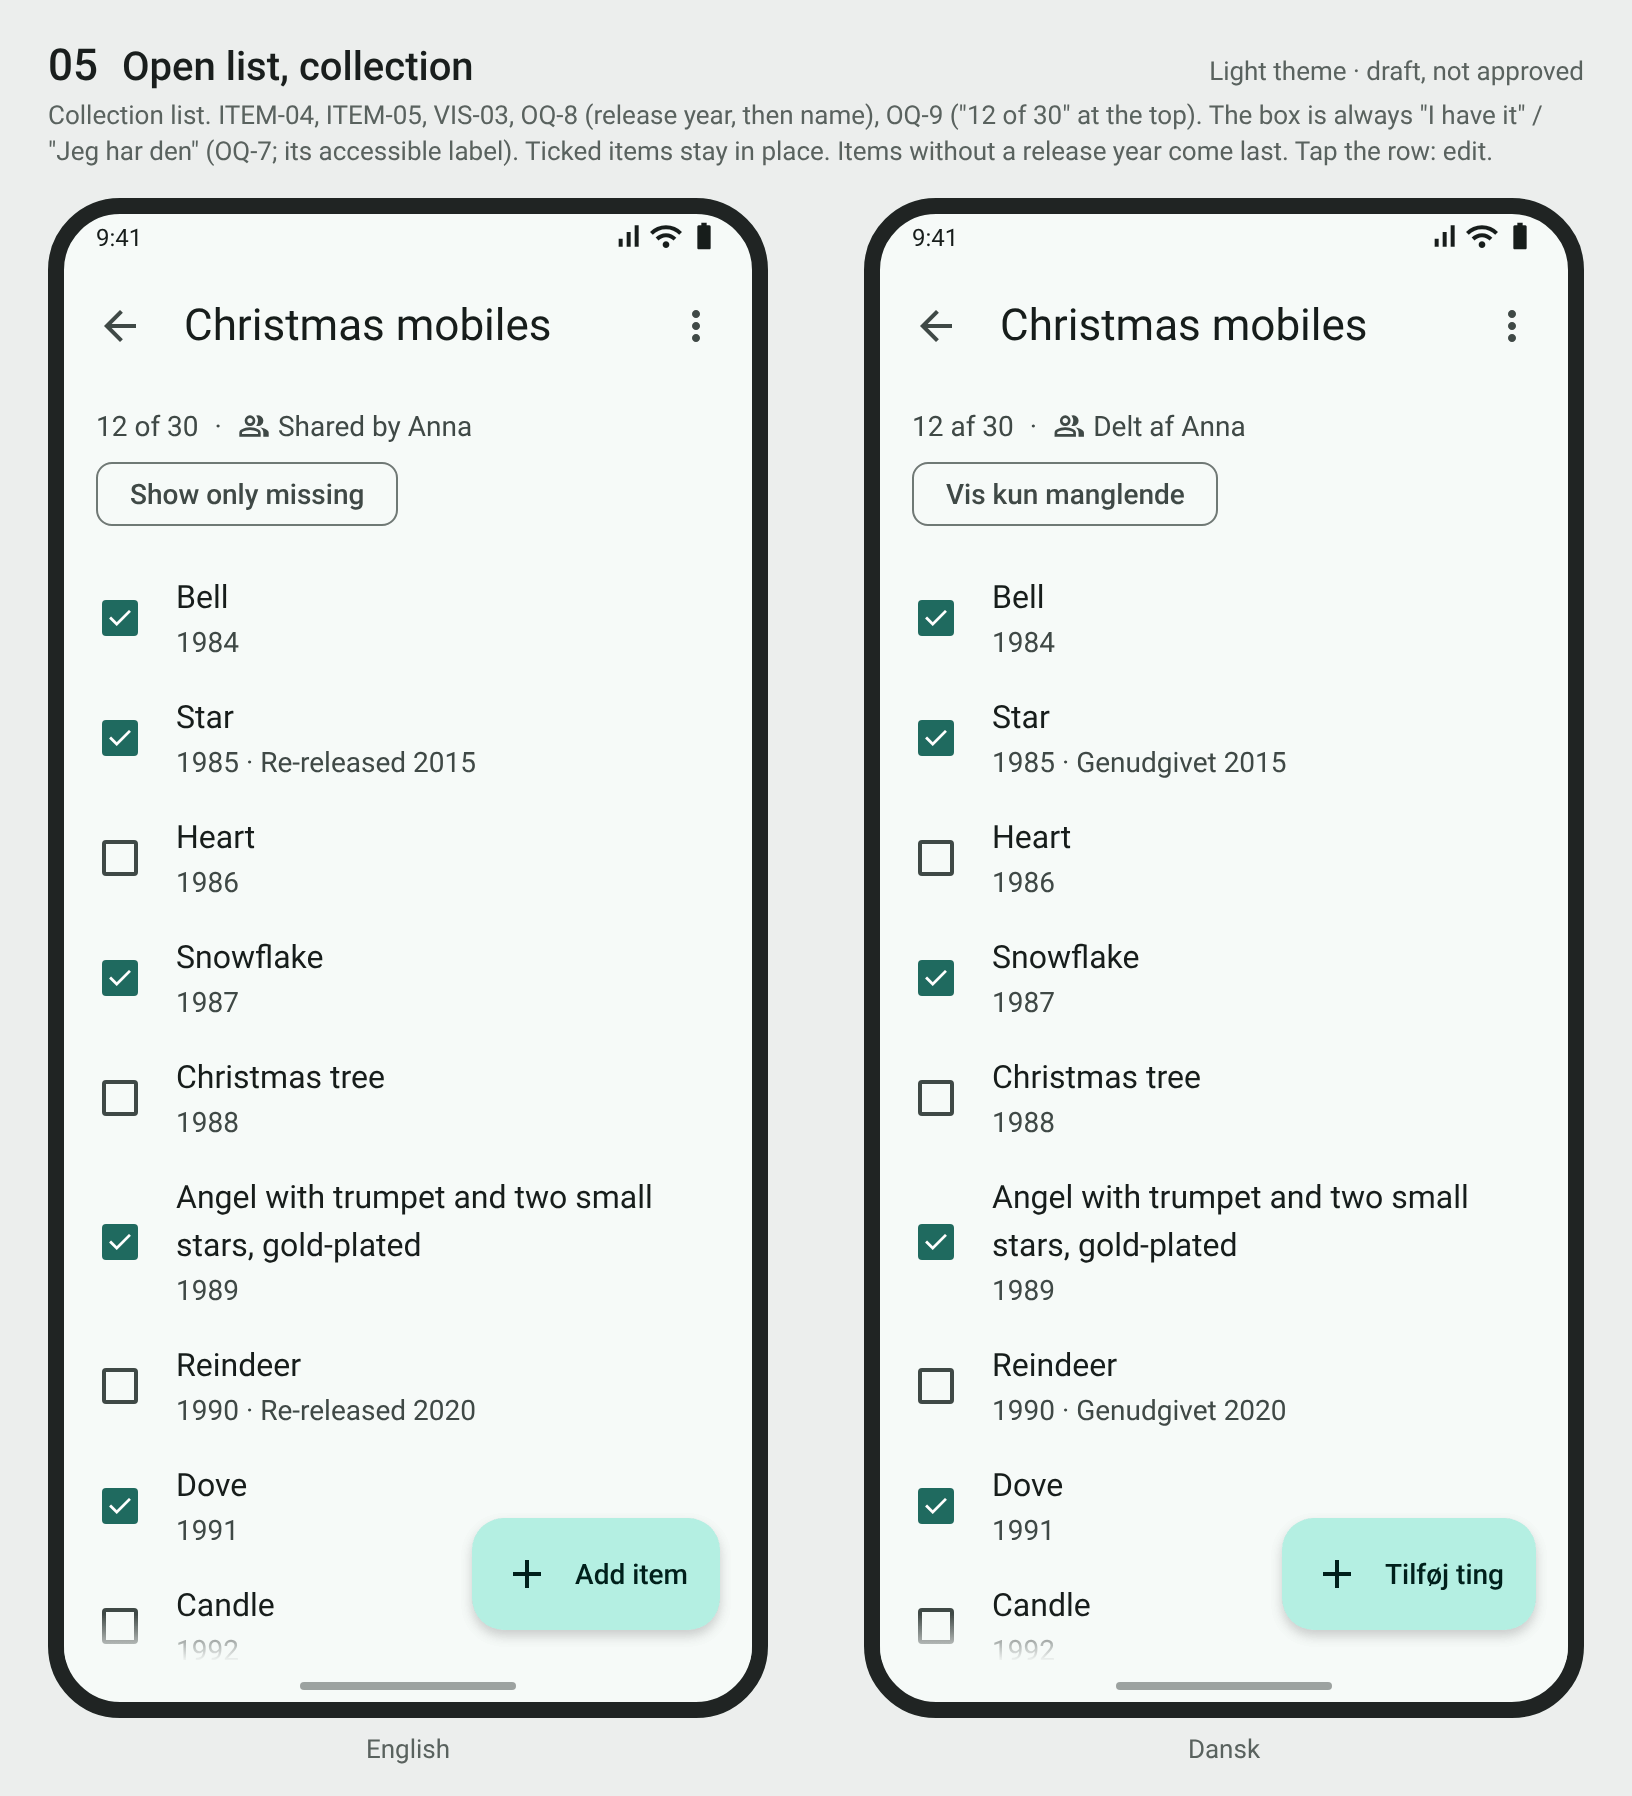 05 Open list, collection
Light theme · draft, not approved
Collection list. ITEM-04, ITEM-05, VIS-03, OQ-8 (release year, then name), OQ-9 ("12 of 30" at the top). The box is always "I have it" /
"Jeg har den" (OQ-7; its accessible label). Ticked items stay in place. Items without a release year come last. Tap the row: edit.
9:41
Christmas mobiles
12 of 30 · Shared by Anna
Show only missing
Bell
1984
Star
1985 · Re-released 2015
Heart
1986
Snowflake
1987
Christmas tree
1988
Angel with trumpet and two small
stars, gold-plated
1989
Reindeer
1990 · Re-released 2020
Dove
1991
Add item
Candle
1992
English
9:41
Christmas mobiles
12 af 30 · Delt af Anna
Vis kun manglende
Bell
1984
Star
1985 · Genudgivet 2015
Heart
1986
Snowflake
1987
Christmas tree
1988
Angel with trumpet and two small
stars, gold-plated
1989
Reindeer
1990 · Genudgivet 2020
Dove
1991
Tilføj ting
Candle
1992
Dansk